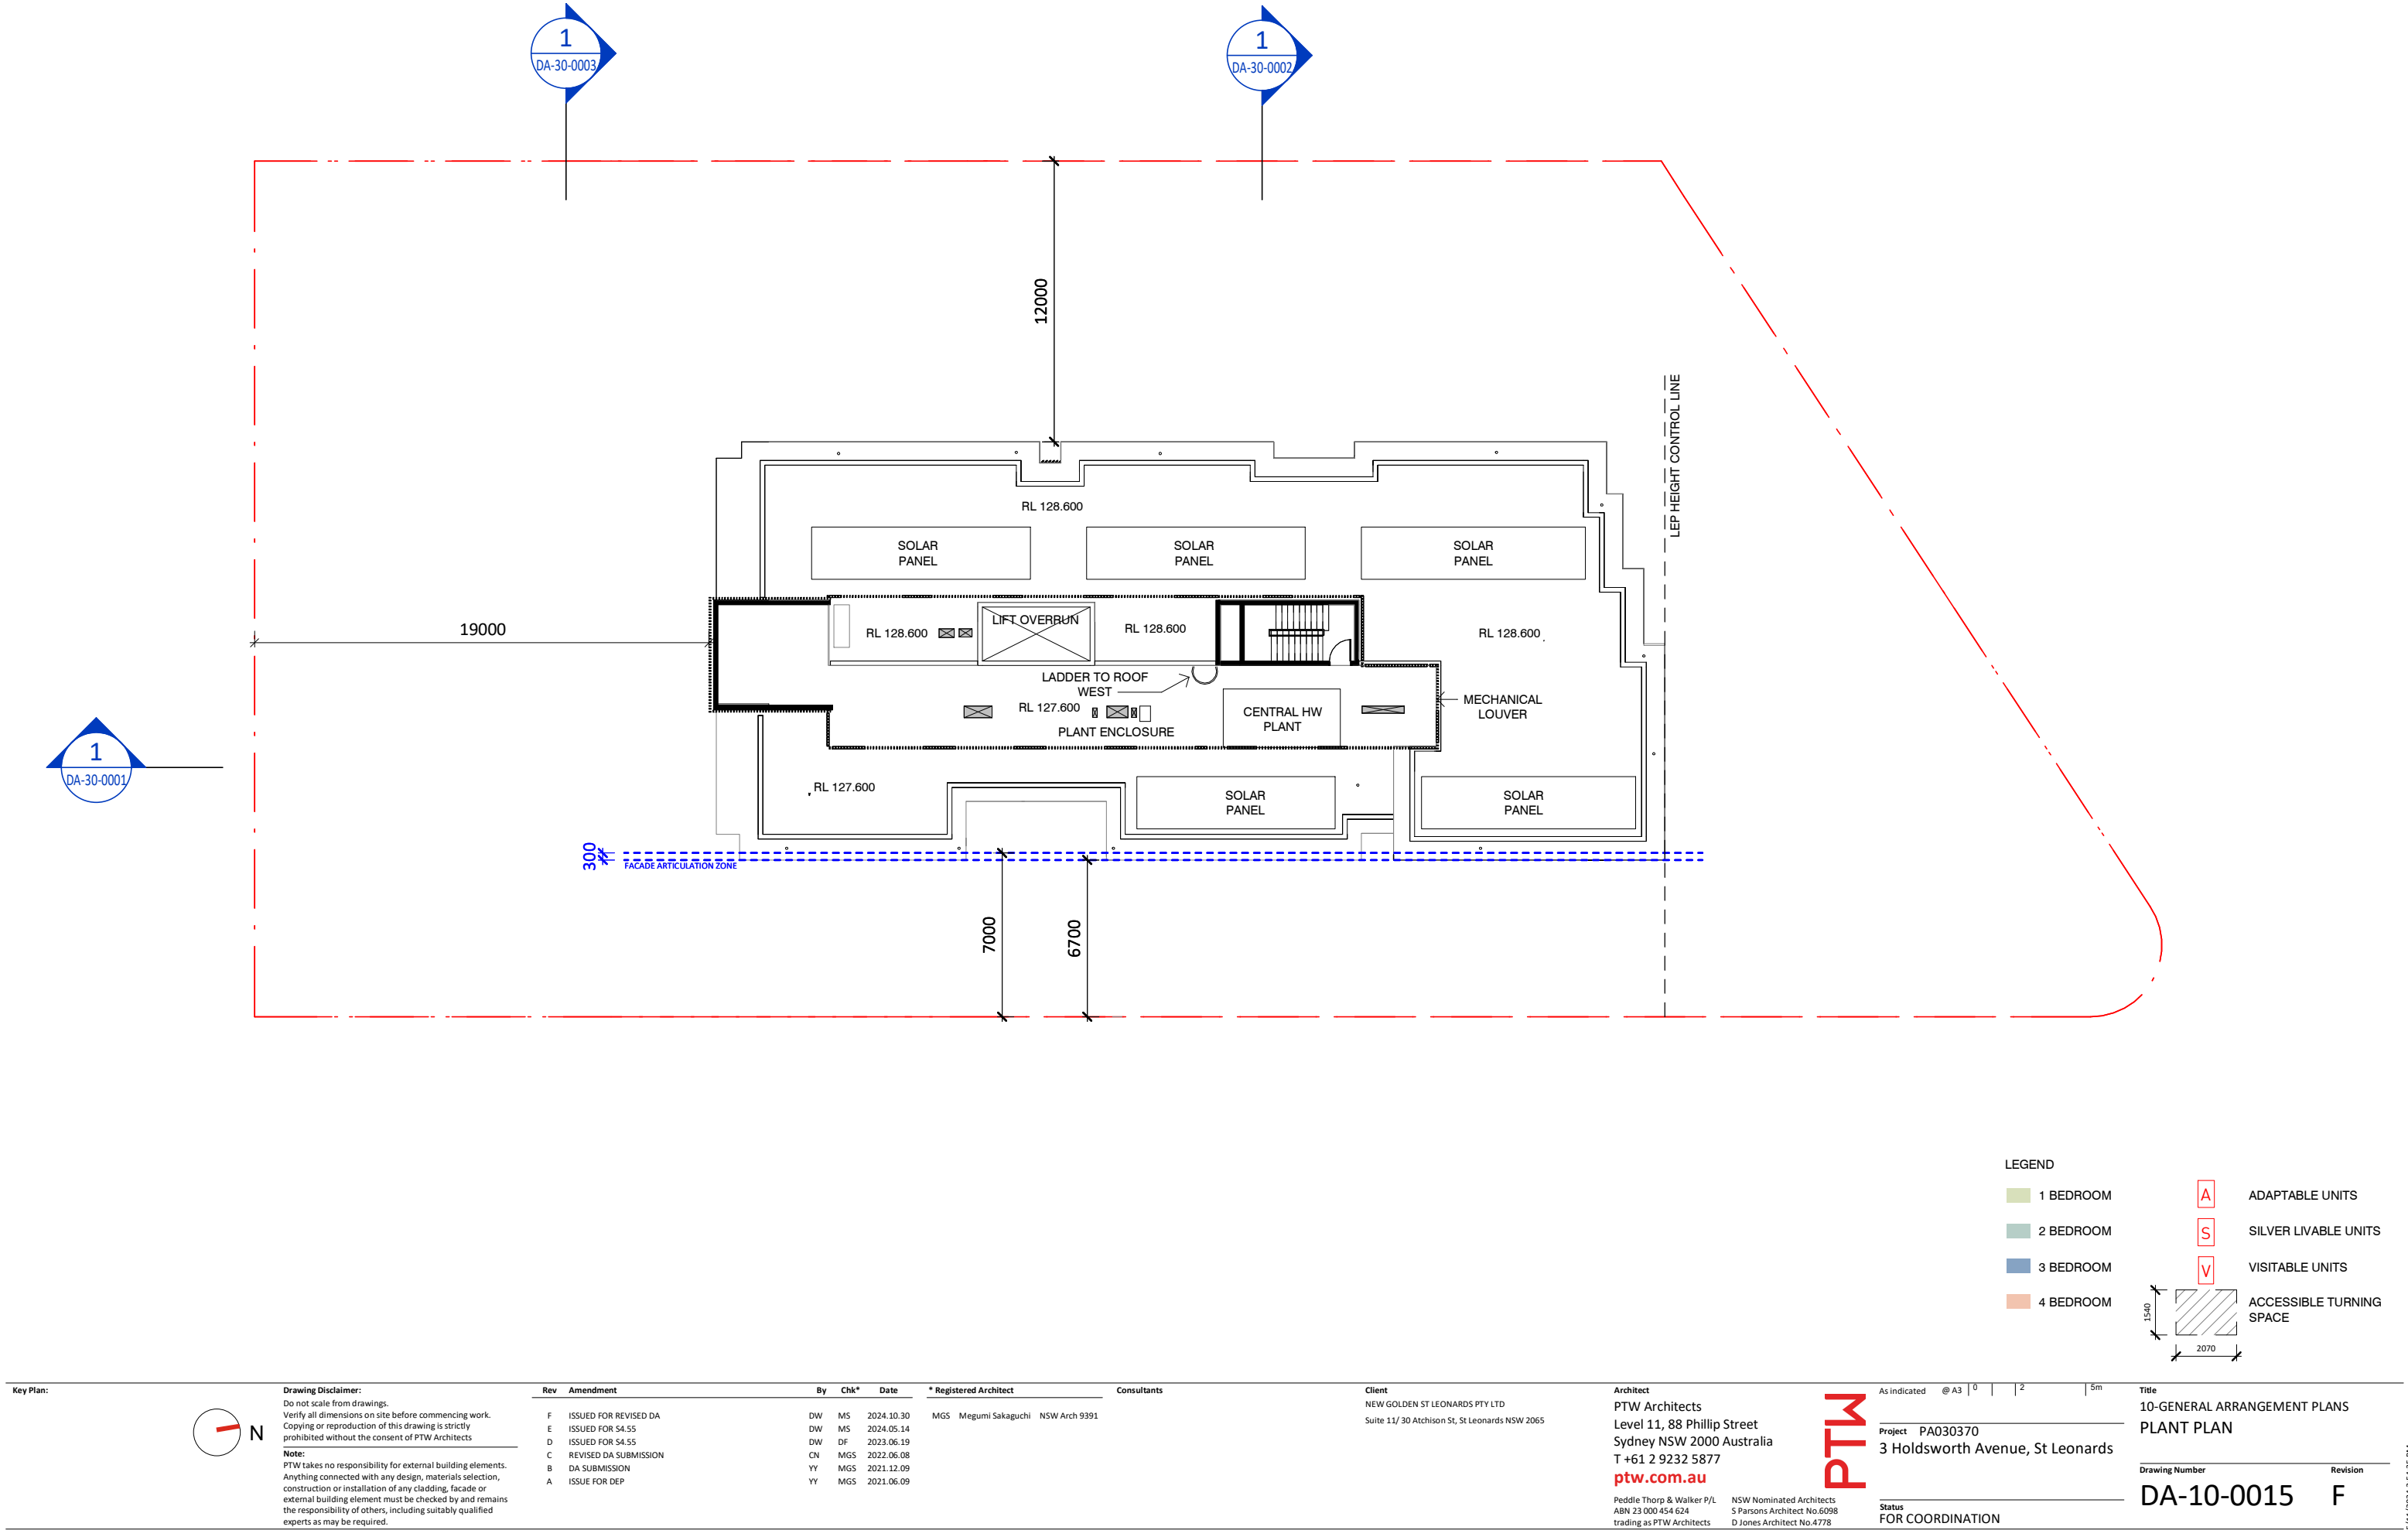 1
DA-30-0003
1
DA-30-0002
12000
LEP HEIGHT CONTROL LINE
RL 128.600
SOLAR
PANEL
SOLAR
PANEL
SOLAR
PANEL
19000
LIFT OVERRUN
RL 128.600
RL 128.600
RL 128.600
LADDER TO ROOF
WEST
RL 127.600
PLANT ENCLOSURE
CENTRAL HW
PLANT
MECHANICAL
LOUVER
1
DA-30-0001
RL 127.600
SOLAR
PANEL
SOLAR
PANEL
300
FACADE ARTICULATION ZONE
7000
6700
LEGEND
1 BEDROOM
2 BEDROOM
3 BEDROOM
4 BEDROOM
A ADAPTABLE UNITS
S SILVER LIVABLE UNITS
V VISITABLE UNITS
1540
2070
ACCESSIBLE TURNING
SPACE
Key Plan:
N
Drawing Disclaimer:
Do not scale from drawings.
Verify all dimensions on site before commencing work.
Copying or reproduction of this drawing is strictly
prohibited without the consent of PTW Architects
Note:
PTW takes no responsibility for external building elements.
Anything connected with any design, materials selection,
construction or installation of any cladding, facade or
external building element must be checked by and remains
the responsibility of others, including suitably qualified
experts as may be required.
Rev Amendment By Chk* Date
F ISSUED FOR REVISED DA DW MS 2024.10.30
E ISSUED FOR S4.55 DW MS 2024.05.14
D ISSUED FOR S4.55 DW DF 2023.06.19
C REVISED DA SUBMISSION CN MGS 2022.06.08
B DA SUBMISSION YY MGS 2021.12.09
A ISSUE FOR DEP YY MGS 2021.06.09
* Registered Architect
MGS Megumi Sakaguchi NSW Arch 9391
Consultants
Client
NEW GOLDEN ST LEONARDS PTY LTD
Suite 11/ 30 Atchison St, St Leonards NSW 2065
Architect
PTW Architects
Level 11, 88 Phillip Street
Sydney NSW 2000 Australia
T +61 2 9232 5877
ptw.com.au
Peddle Thorp & Walker P/L
ABN 23 000 454 624
trading as PTW Architects
NSW Nominated Architects
S Parsons Architect No.6098
D Jones Architect No.4778
PTW
As indicated @ A3 0 2 5m
Project PA030370
3 Holdsworth Avenue, St Leonards
Status
FOR COORDINATION
Title
10-GENERAL ARRANGEMENT PLANS
PLANT PLAN
Drawing Number
DA-10-0015
Revision
F